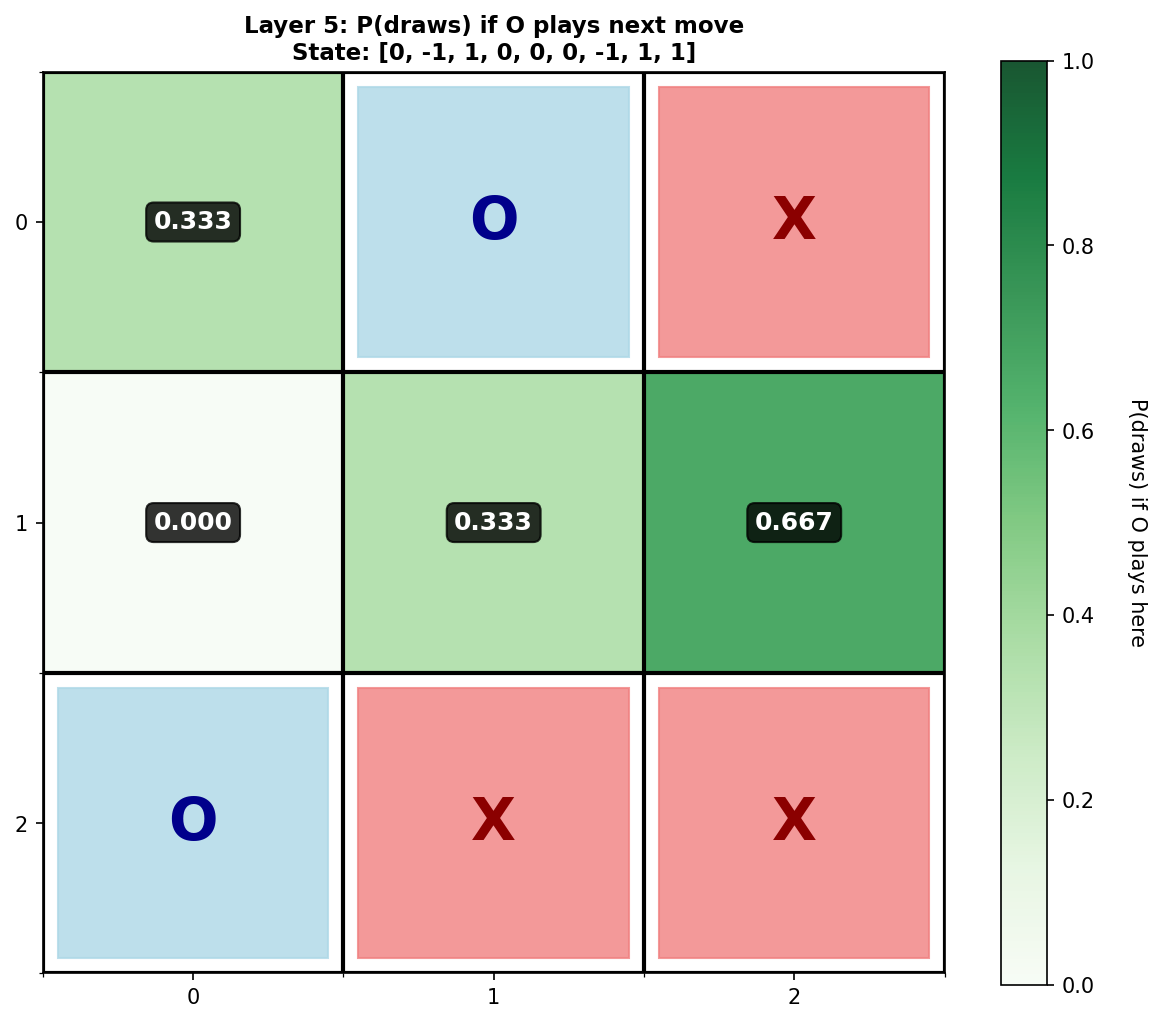 Layer 5: P(draws) if O plays next move
State: [0, -1, 1, 0, 0, 0, -1, 1, 1]
0
0.333
O
X
1
0.000
0.333
0.667
2
O
X
X
0
1
2
1.0
0.8
0.6
0.4
0.2
0.0
P(draws) if O plays here